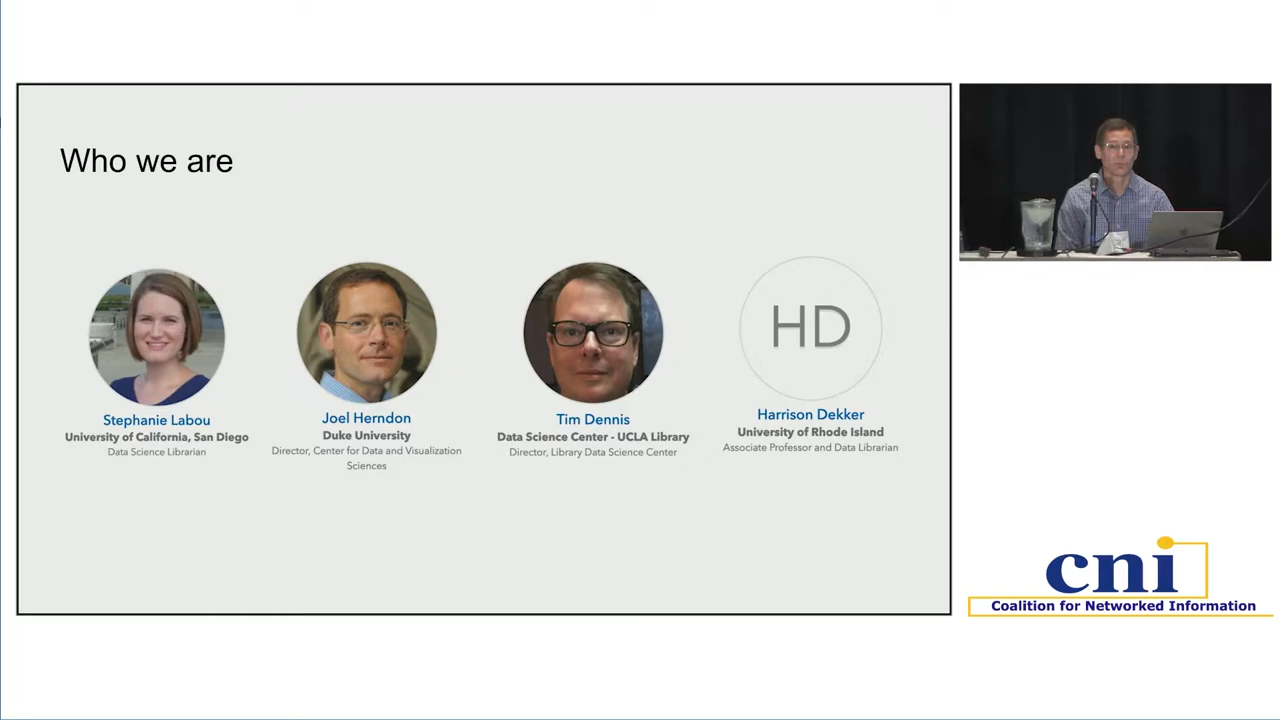 Who we are
HD
Stephanie Labou
University of California, San Diego
Data Science Librarian
Joel Herndon
Duke University
Director, Center for Data and Visualization
Sciences
Tim Dennis
Data Science Center - UCLA Library
Director, Library Data Science Center
Harrison Dekker
University of Rhode Island
Associate Professor and Data Librarian
cni
Coalition for Networked Information